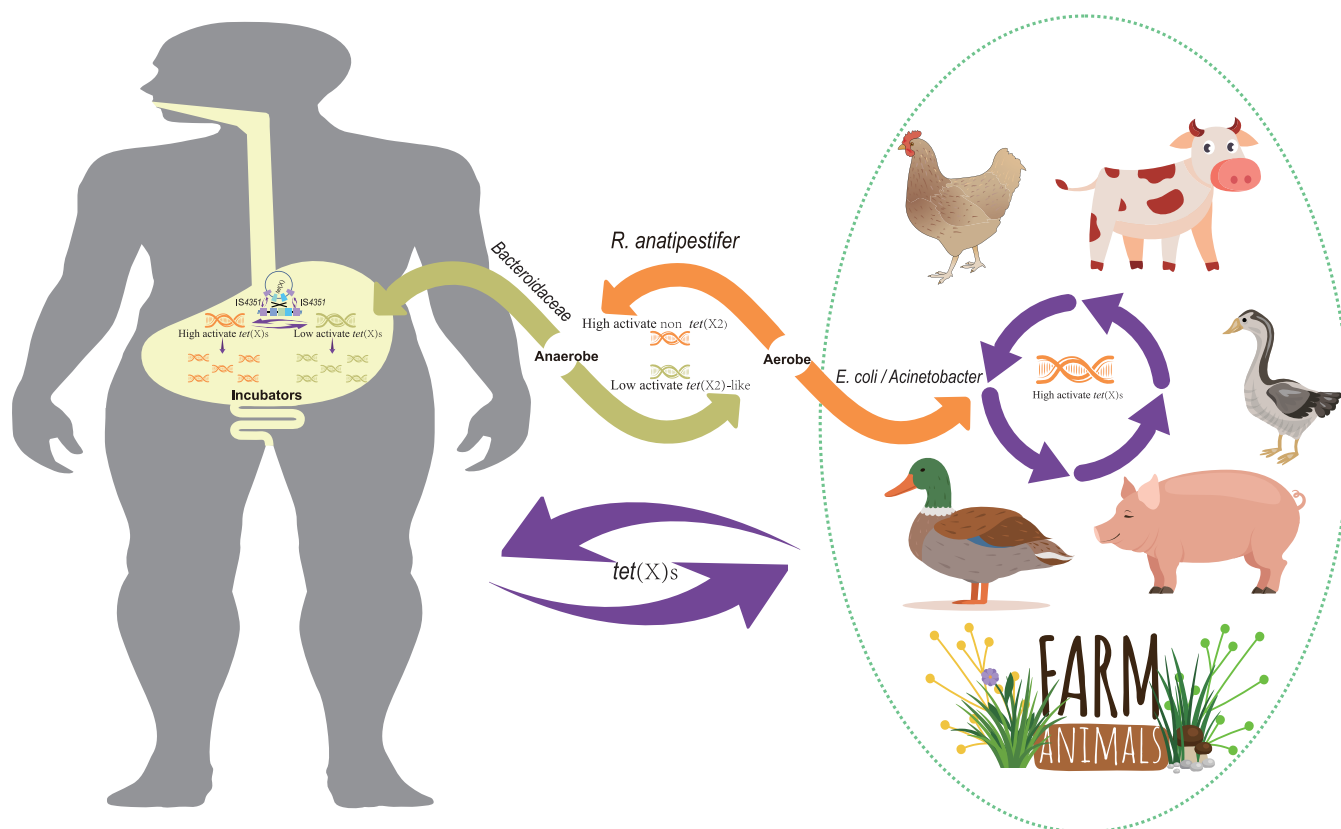 IS4351
IS4351
High activate tet(X)s
Low activate tet(X)s
Incubators
Bacteroidaceae
Anaerobe
R. anatipestifer
High activate non tet(X2)
Low activate tet(X2)-like
Aerobe
E. coli / Acinetobacter
High activate tet(X)s
tet(X)s
FARM
ANIMALS